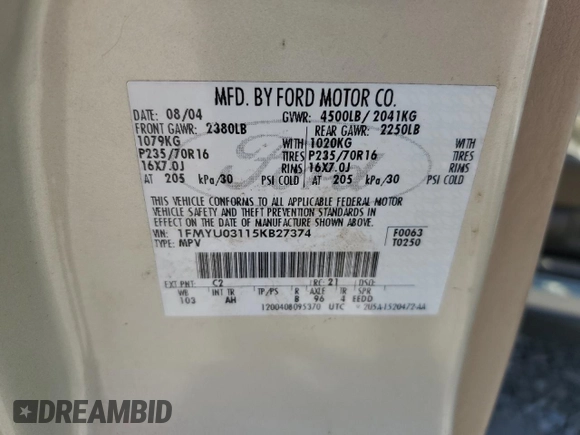 MFD. BY FORD MOTOR CO.
DATE: 08/04 GVWR: 4500LB/ 2041KG
FRONT GAWR: 2380LB REAR GAWR: 2250LB
1079KG WITH 1020KG WITH
P235/70R16 TIRES P235/70R16 TIRES
16X7.0J RIMS 16X7.0J RIMS
AT 205 kPa/30 PSI COLD AT 205 kPa/30 PSI COLD
THIS VEHICLE CONFORMS TO ALL APPLICABLE FEDERAL MOTOR
VEHICLE SAFETY AND THEFT PREVENTION STANDARDS IN
EFFECT ON THE DATE OF MANUFACTURE SHOWN ABOVE.
VIN: 1FMYU03115KB27374 F0063
TYPE: MPV T0250
EXT PNT: C2 RC: 21 DSO:
WB INT TR TP/PS R AXLE TR SPR
103 AH B 96 4 EEDD
Ford
UTC
DREAMBID